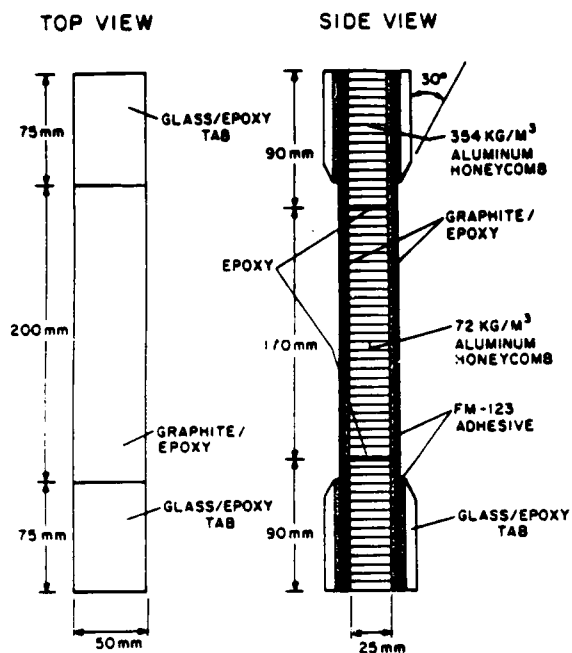 TOP VIEW
75mm
GLASS/EPOXY
TAB
200mm
GRAPHITE/
EPOXY
75mm
GLASS/EPOXY
TAB
50mm
SIDE VIEW
30°
90mm
354 KG/M³
ALUMINUM
HONEYCOMB
GRAPHITE/
EPOXY
EPOXY
170mm
72 KG/M³
ALUMINUM
HONEYCOMB
FM-123
ADHESIVE
90mm
GLASS/EPOXY
TAB
25mm